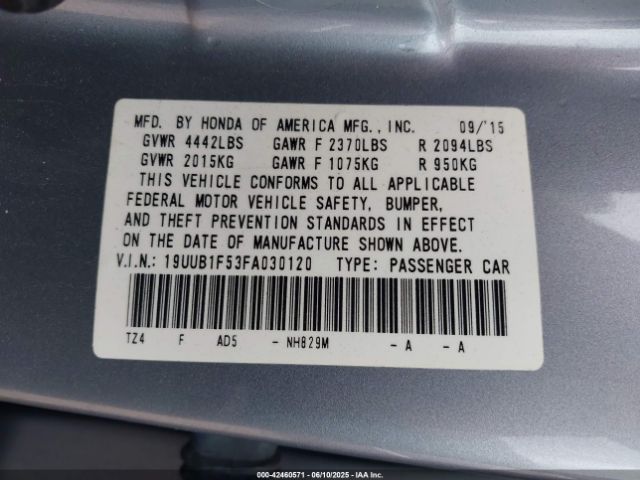 MFD. BY HONDA OF AMERICA MFG., INC. 09/'15
GVWR 4442LBS GAWR F 2370LBS R 2094LBS
GVWR 2015KG GAWR F 1075KG R 950KG
THIS VEHICLE CONFORMS TO ALL APPLICABLE
FEDERAL MOTOR VEHICLE SAFETY, BUMPER,
AND THEFT PREVENTION STANDARDS IN EFFECT
ON THE DATE OF MANUFACTURE SHOWN ABOVE.
V.I.N.: 19UUB1F53FA030120 TYPE: PASSENGER CAR
TZ4 F AD5 - NH829M - A - A
000-42460571 - 06/10/2025 - IAA Inc.